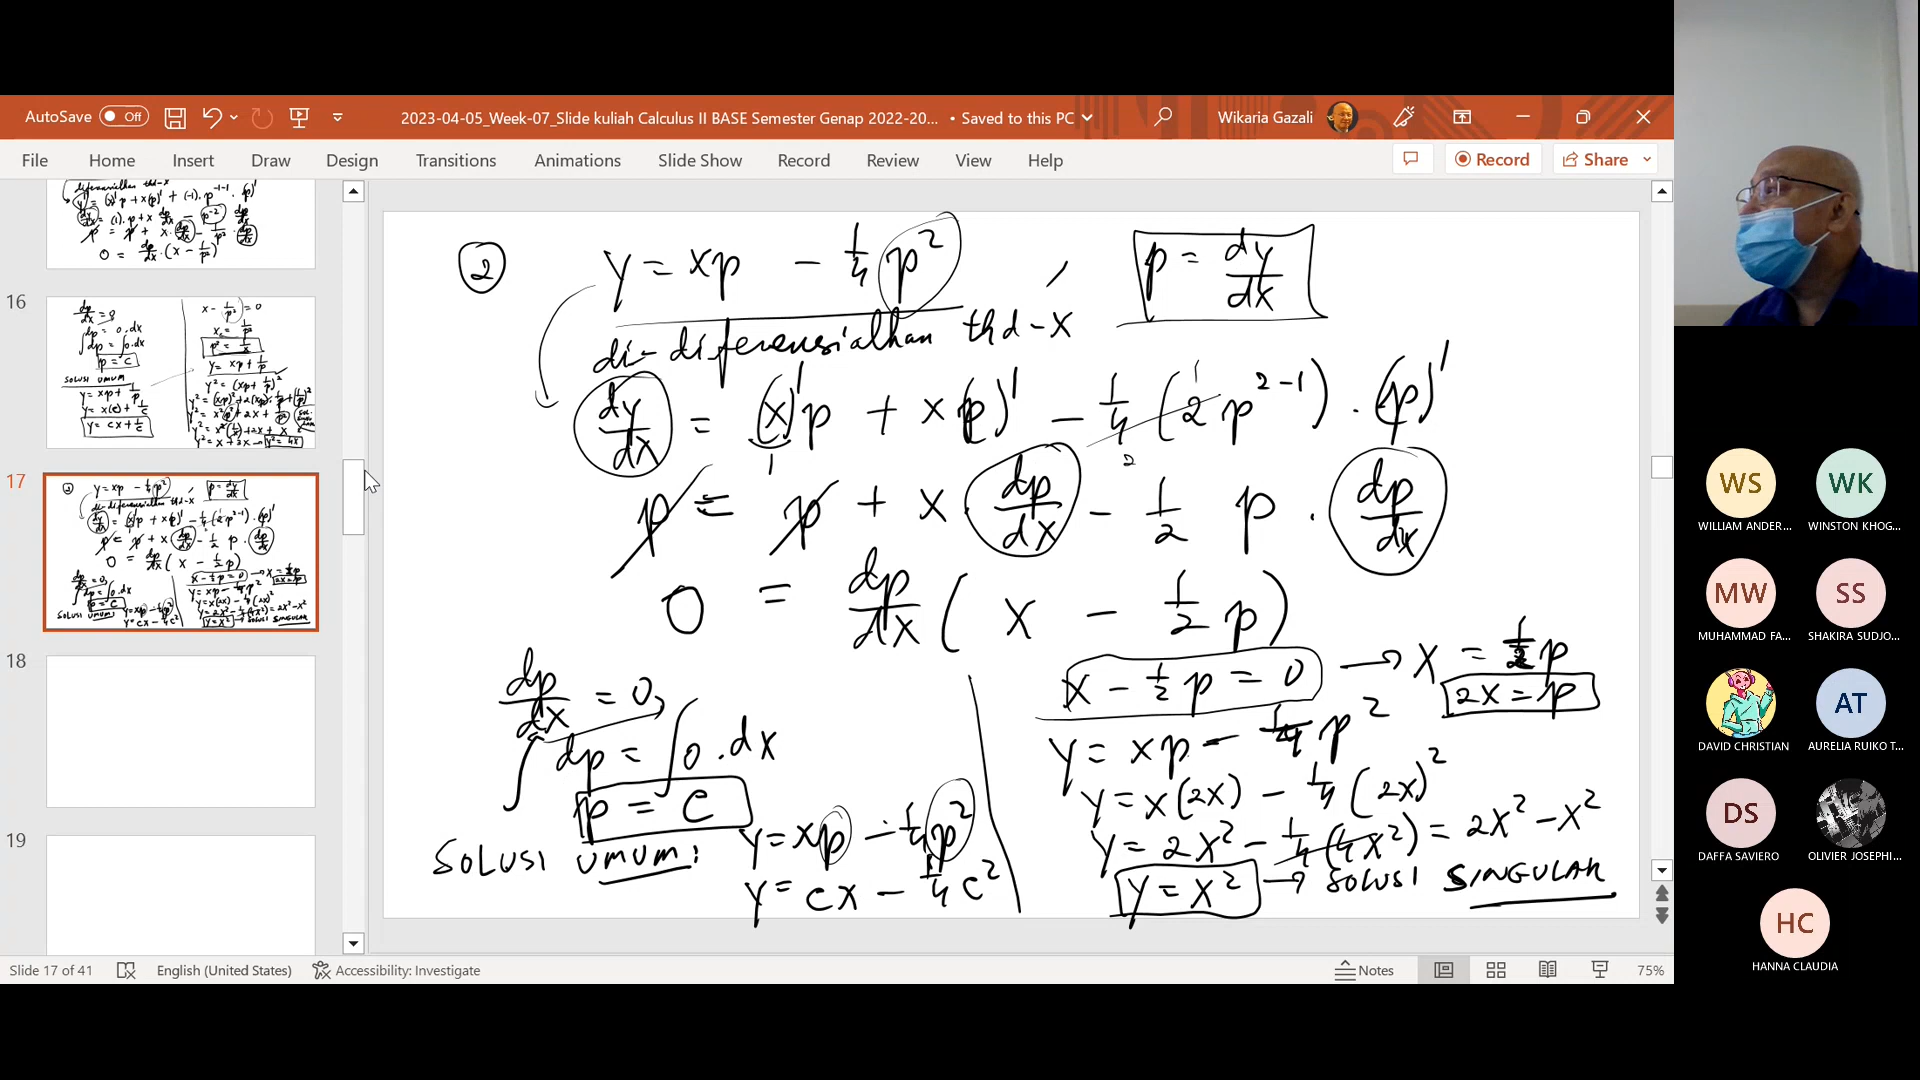 AutoSave Off 2023-04-05_Week-07_Slide kuliah Calculus II BASE Semester Genap 2022-20... • Saved to this PC Wikaria Gazali
File Home Insert Draw Design Transitions Animations Slide Show Record Review View Help Record Share
16
17
18
19
② y = xp − 1/4 p² , p = dy/dx
di-diferensialkan thd-x
dy/dx = (x)'p + x(p)' − 1/4 (2p²⁻¹) . (p)'
1 2 1
p = p + x . dp/dx − 1/2 p . dp/dx
0 = dp/dx ( x − 1/2 p )
dp/dx = 0
∫ dp = ∫ 0 . dx
p = c
SOLUSI UMUM: y = xp − 1/4 p²
y = cx − 1/4 c²
x − 1/2 p = 0 → x = 1/2 p
2x = p
y = xp − 1/4 p²
y = x(2x) − 1/4 (2x)²
y = 2x² − 1/4 (4x²) = 2x² − x²
y = x² → SOLUSI SINGULAR
Slide 17 of 41 English (United States) Accessibility: Investigate Notes 75%
WS WK
WILLIAM ANDER... WINSTON KHOG...
MW SS
MUHAMMAD FA... SHAKIRA SUDJO...
AT
DAVID CHRISTIAN AURELIA RUIKO T...
DS
DAFFA SAVIERO OLIVIER JOSEPHI...
HC
HANNA CLAUDIA